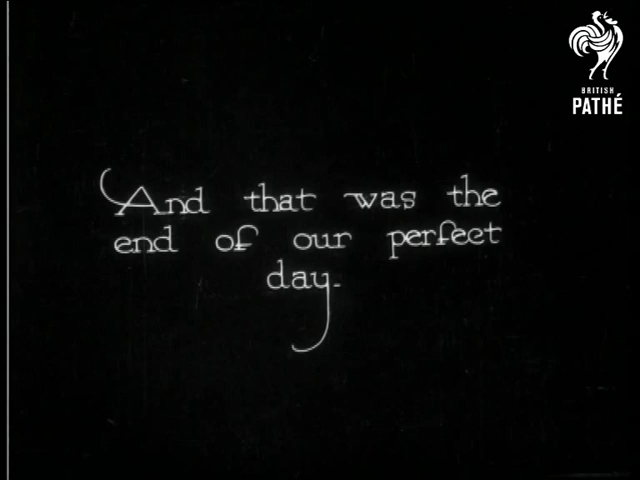 BRITISH
PATHÉ
And that was the
end of our perfect
day.